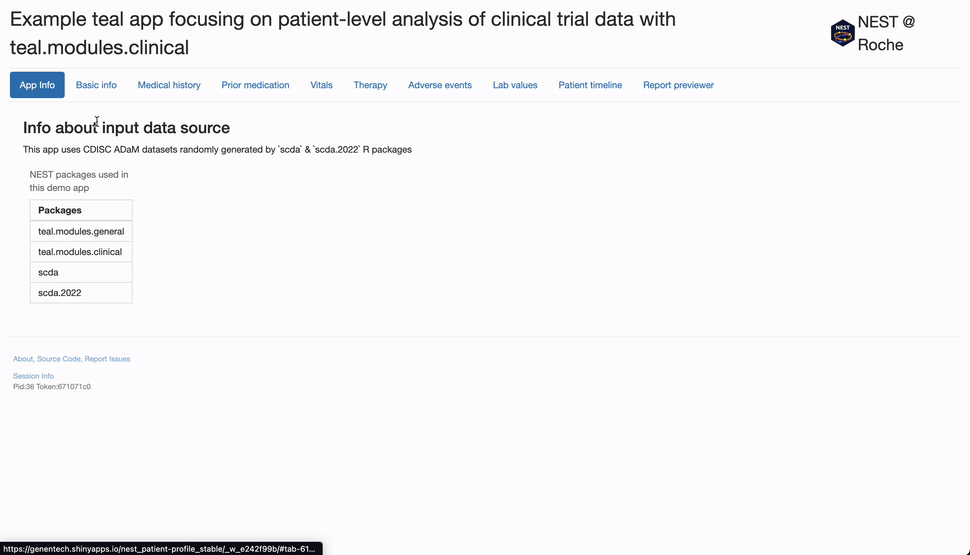 Example teal app focusing on patient-level analysis of clinical trial data with
teal.modules.clinical
NEST @
Roche
App Info Basic info Medical history Prior medication Vitals Therapy Adverse events Lab values Patient timeline Report previewer
Info about input data source
This app uses CDISC ADaM datasets randomly generated by `scda` & `scda.2022` R packages
NEST packages used in
this demo app
Packages
teal.modules.general
teal.modules.clinical
scda
scda.2022
About, Source Code, Report Issues
Session Info
Pid:36 Token:671071c0
https://genentech.shinyapps.io/nest_patient-profile_stable/_w_e242f99b/#tab-61...